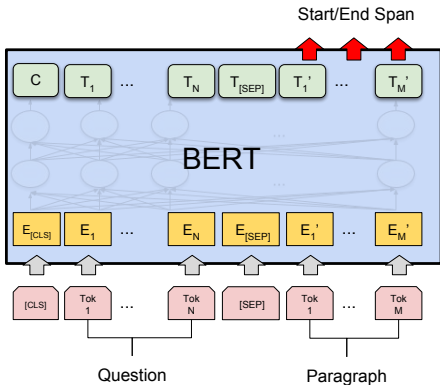 Start/End Span
C T1 ... TN T[SEP] T1' ... TM'
...
BERT
...
E[CLS] E1 ... EN E[SEP] E1' ... EM'
[CLS] Tok 1 ... Tok N [SEP] Tok 1 ... Tok M
Question Paragraph